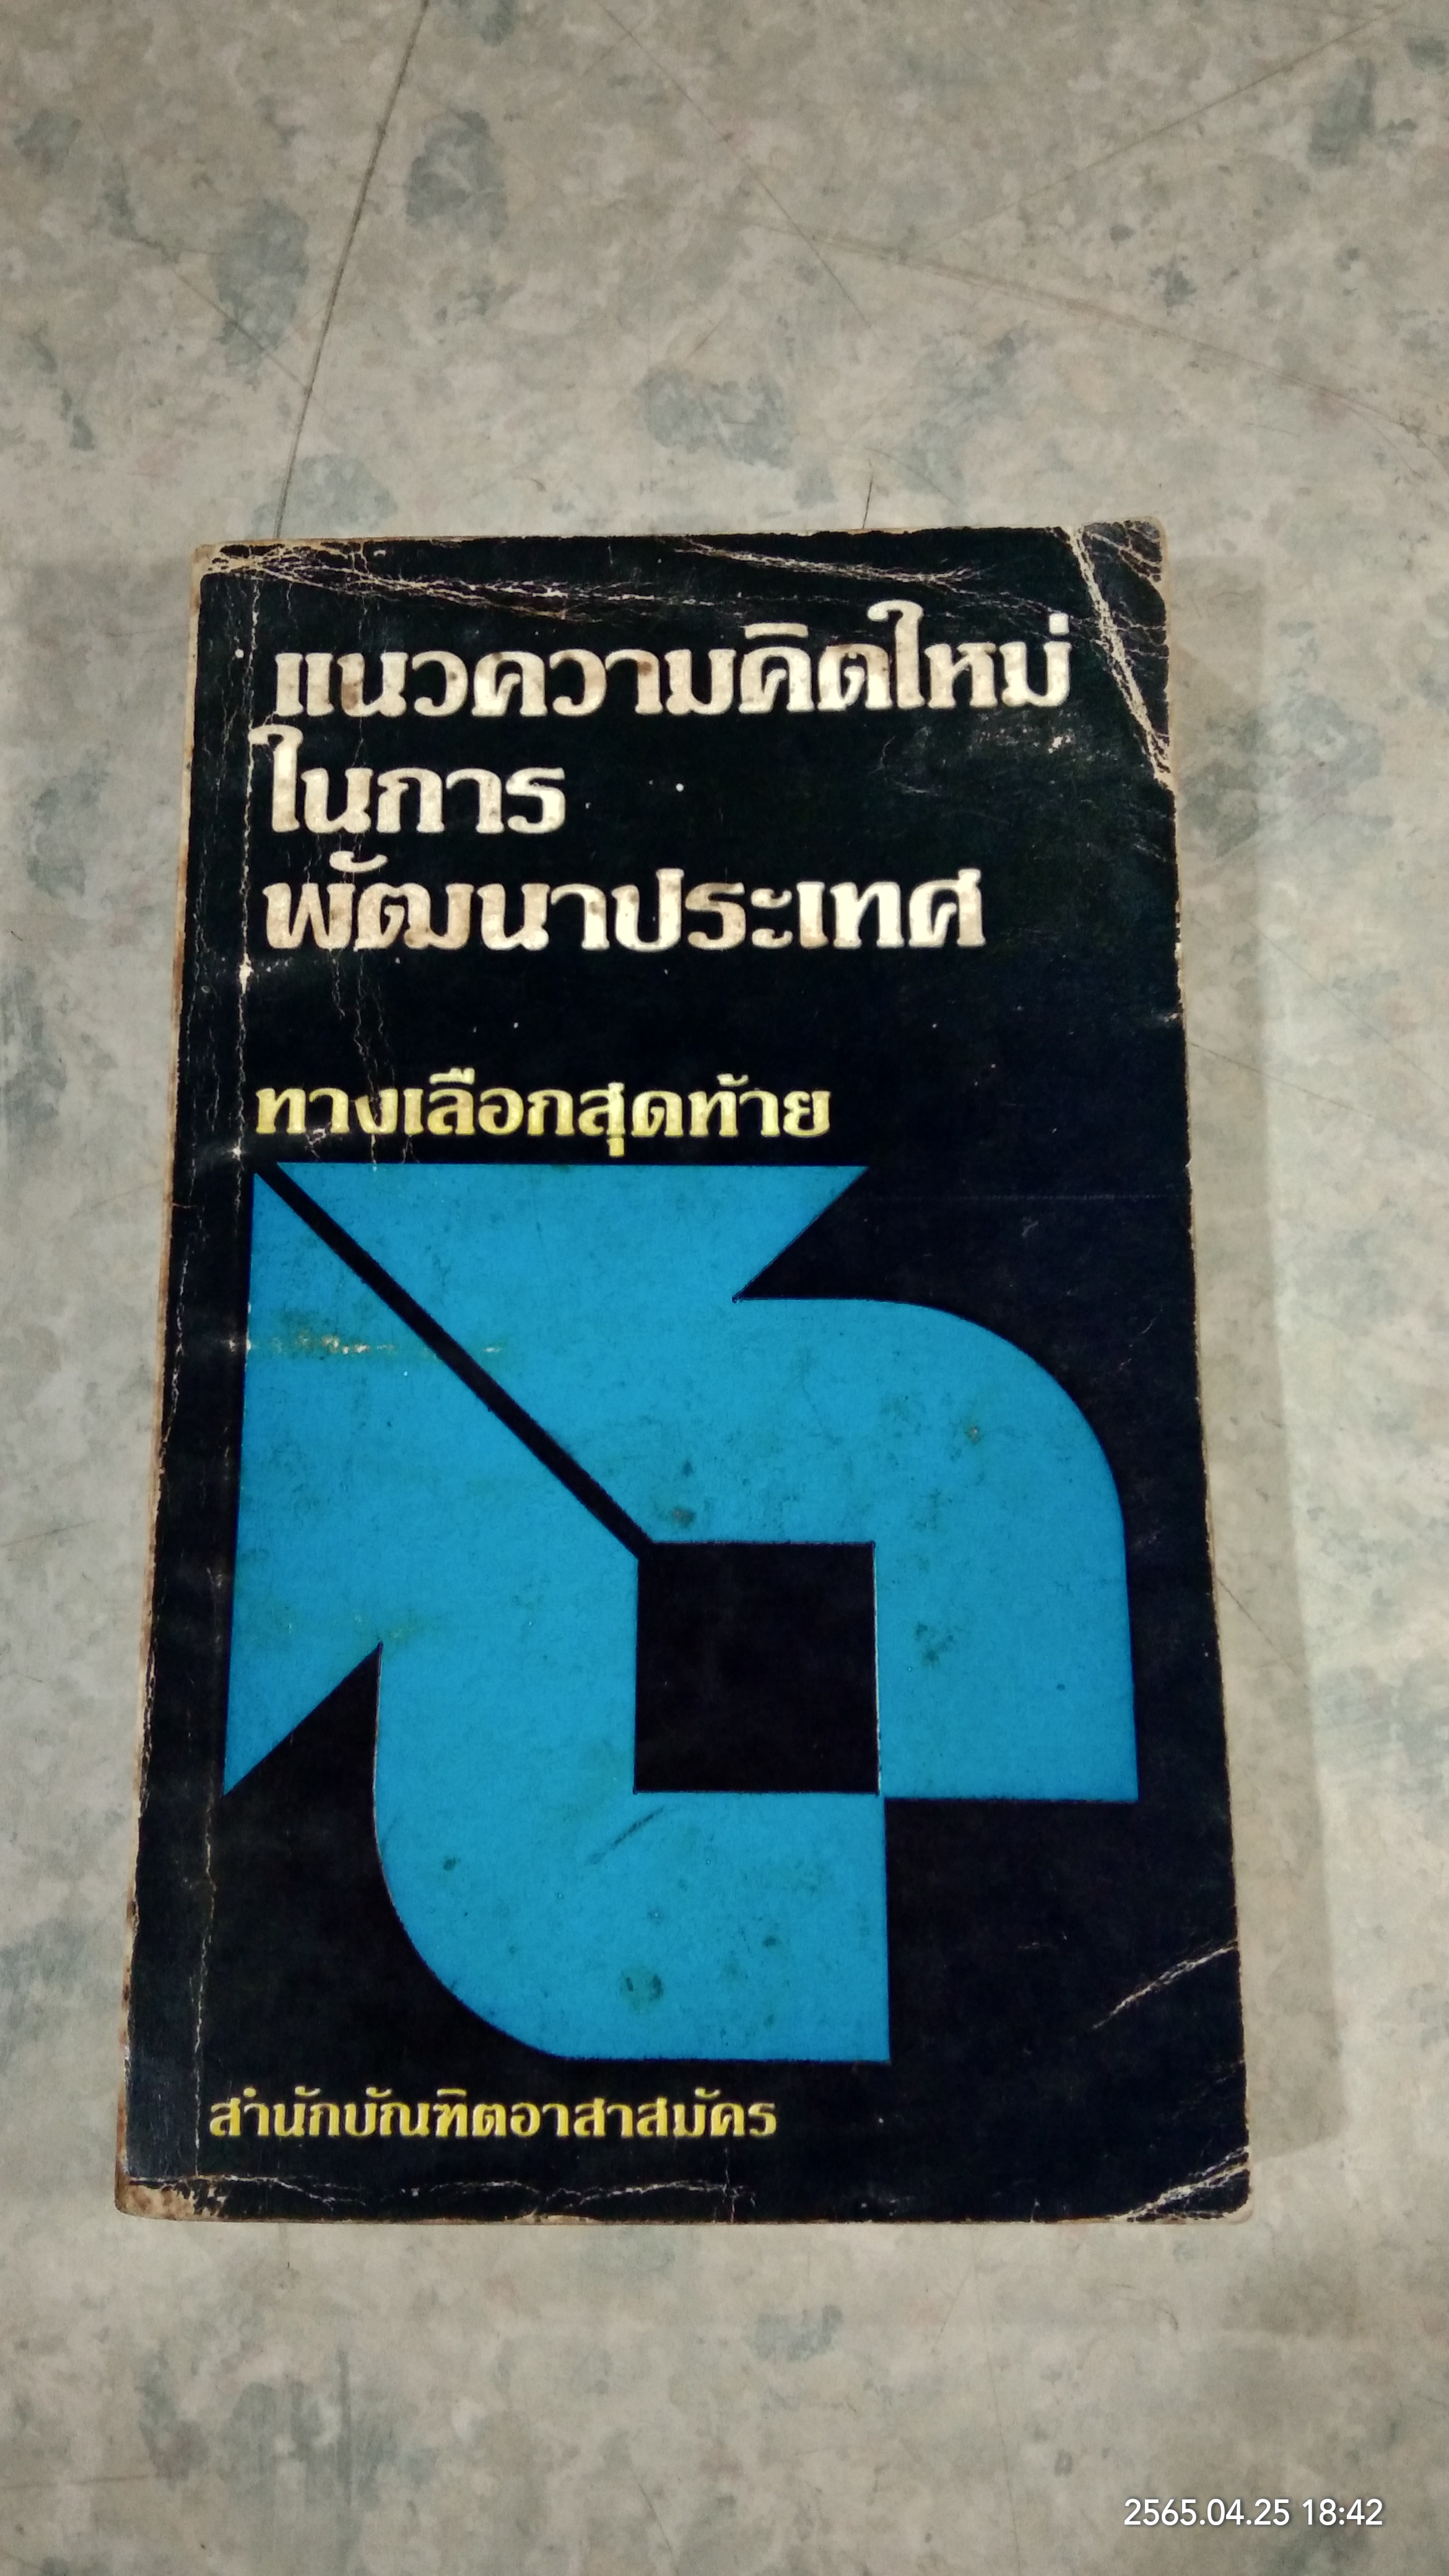 แนวความคิดใหม่
ในการ
พัฒนาประเทศ
ทางเลือกสุดท้าย
สำนักบัณฑิตอาสาสมัคร
2565.04.25 18:42